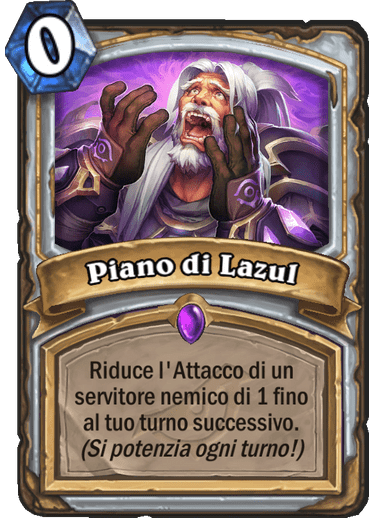 0
Piano di Lazul
Riduce l'Attacco di un
servitore nemico di 1 fino
al tuo turno successivo.
(Si potenzia ogni turno!)